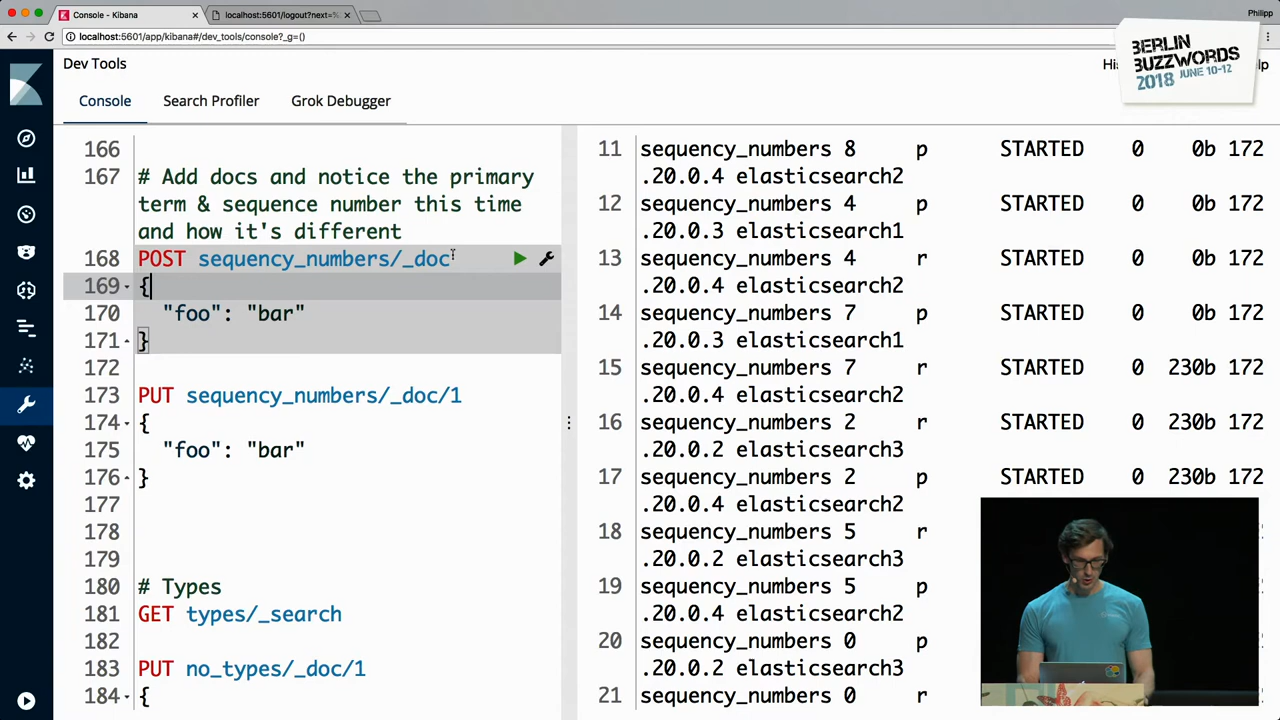 Console - Kibana
localhost:5601/logout?next=%
Philipp
localhost:5601/app/kibana#/dev_tools/console?_g=()
BERLIN
BUZZWORDS
2018 JUNE 10-12
Dev Tools
Console Search Profiler Grok Debugger
166
167 # Add docs and notice the primary
term & sequence number this time
and how it's different
168 POST sequency_numbers/_doc
169 {
170 "foo": "bar"
171 }
172
173 PUT sequency_numbers/_doc/1
174 {
175 "foo": "bar"
176 }
177
178
179
180 # Types
181 GET types/_search
182
183 PUT no_types/_doc/1
184 {
11 sequency_numbers 8 p STARTED 0 0b 172
.20.0.4 elasticsearch2
12 sequency_numbers 4 p STARTED 0 0b 172
.20.0.3 elasticsearch1
13 sequency_numbers 4 r STARTED 0 0b 172
.20.0.4 elasticsearch2
14 sequency_numbers 7 p STARTED 0 0b 172
.20.0.3 elasticsearch1
15 sequency_numbers 7 r STARTED 0 230b 172
.20.0.4 elasticsearch2
16 sequency_numbers 2 r STARTED 0 230b 172
.20.0.2 elasticsearch3
17 sequency_numbers 2 p STARTED 0 230b 172
.20.0.4 elasticsearch2
18 sequency_numbers 5 r
.20.0.2 elasticsearch3
19 sequency_numbers 5 p
.20.0.4 elasticsearch2
20 sequency_numbers 0 p
.20.0.2 elasticsearch3
21 sequency_numbers 0 r